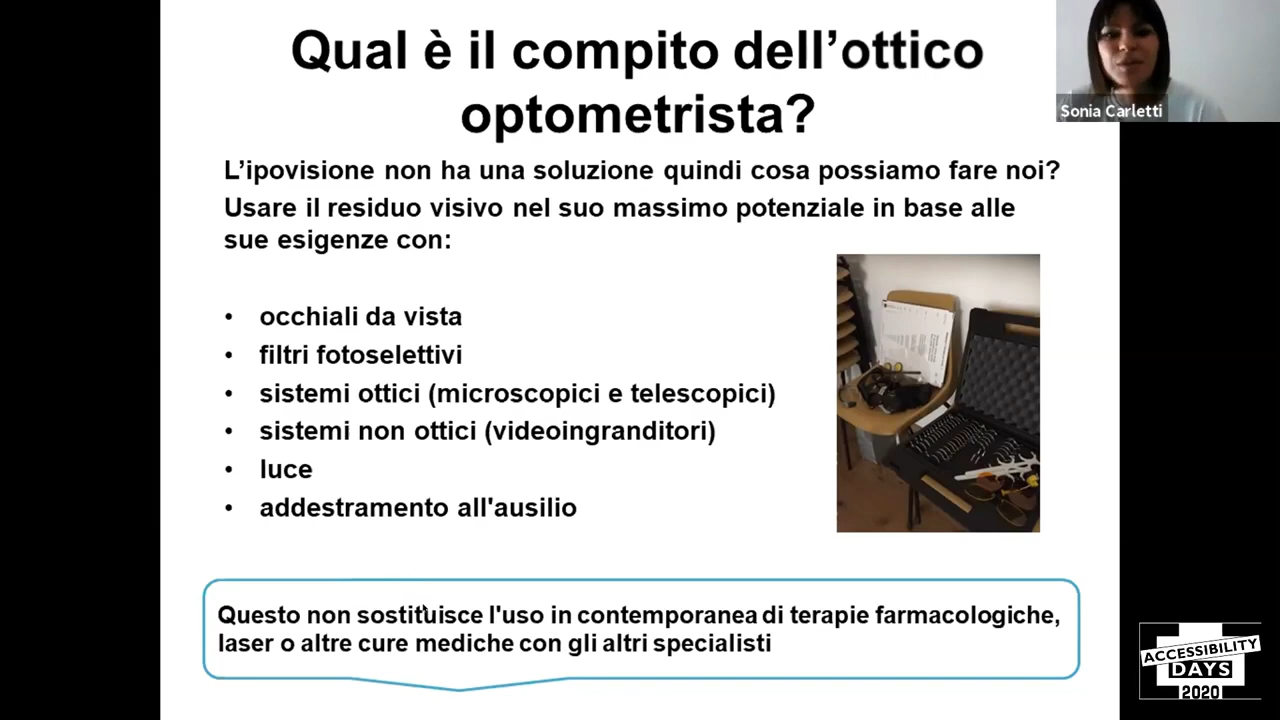 Qual è il compito dell’ottico
optometrista?
Sonia Carletti
L’ipovisione non ha una soluzione quindi cosa possiamo fare noi?
Usare il residuo visivo nel suo massimo potenziale in base alle
sue esigenze con:
• occhiali da vista
• filtri fotoselettivi
• sistemi ottici (microscopici e telescopici)
• sistemi non ottici (videoingranditori)
• luce
• addestramento all'ausilio
Questo non sostituisce l'uso in contemporanea di terapie farmacologiche,
laser o altre cure mediche con gli altri specialisti
ACCESSIBILITY
DAYS
2020